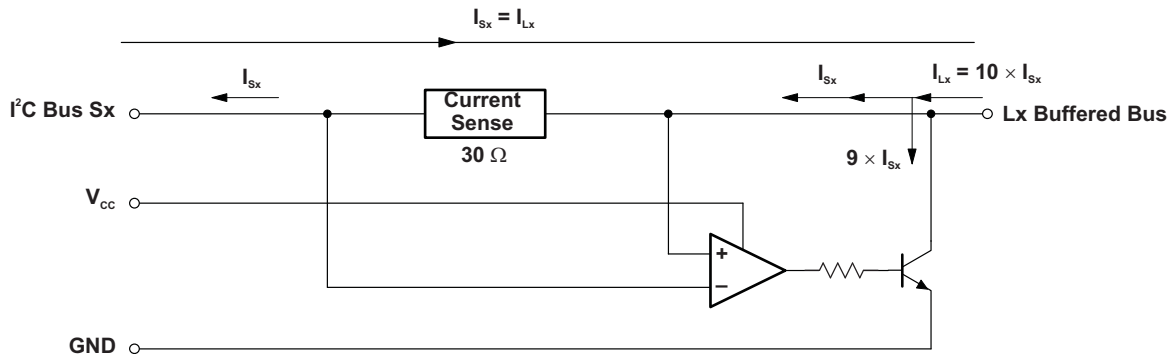 I_Sx = I_Lx
I_Sx
I_Sx
I_Lx = 10 × I_Sx
I²C Bus Sx
Current
Sense
Lx Buffered Bus
30 Ω
9 × I_Sx
V_CC
+
−
GND